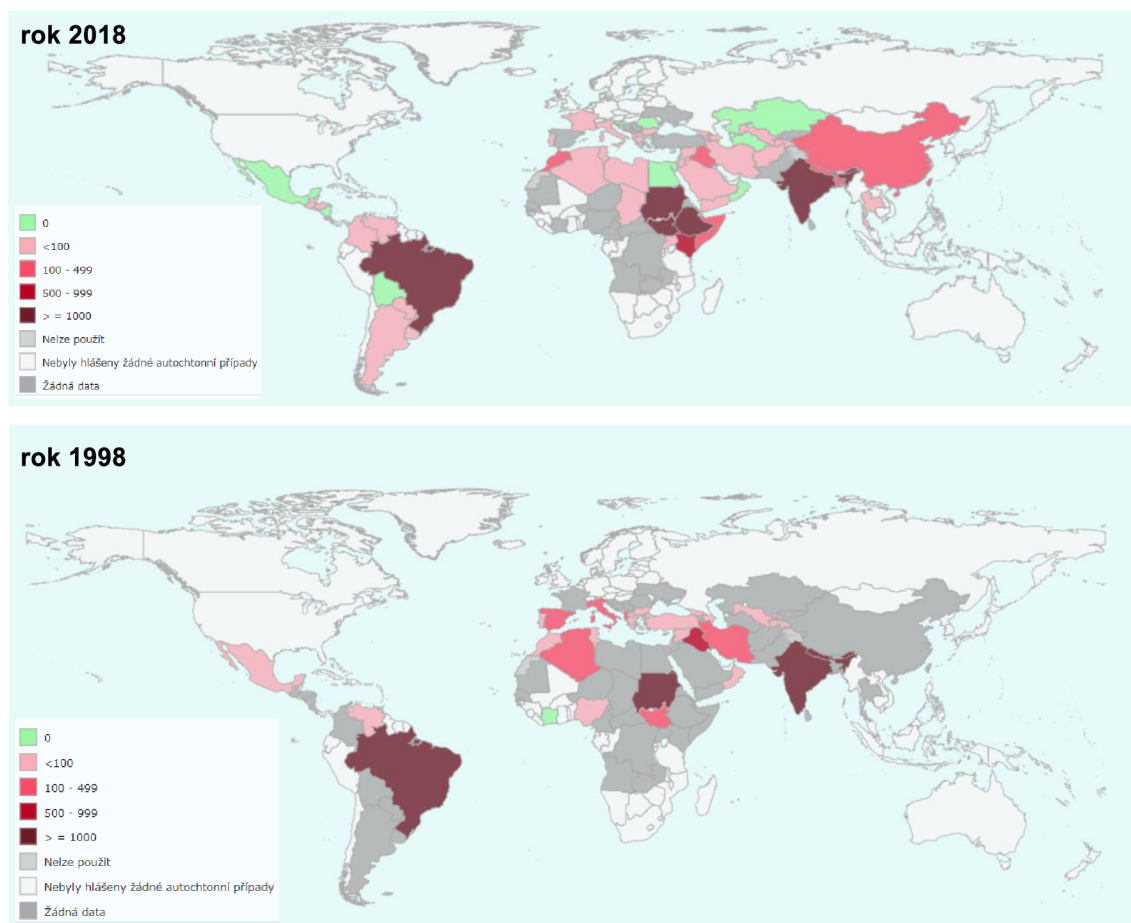 rok 2018
0
<100
100 - 499
500 - 999
> = 1000
Nelze použít
Nebyly hlášeny žádné autochtonní případy
Žádná data
rok 1998
0
<100
100 - 499
500 - 999
> = 1000
Nelze použít
Nebyly hlášeny žádné autochtonní případy
Žádná data